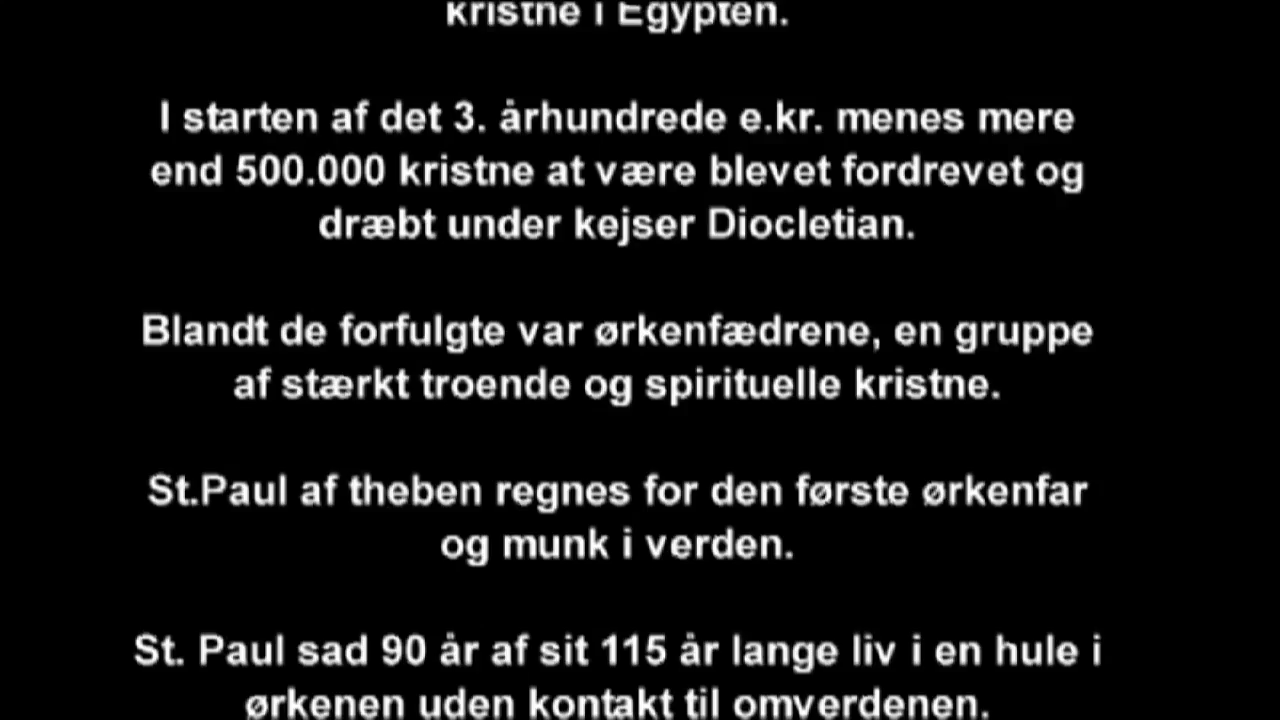 kristne i Egypten.
I starten af det 3. århundrede e.kr. menes mere
end 500.000 kristne at være blevet fordrevet og
dræbt under kejser Diocletian.
Blandt de forfulgte var ørkenfædrene, en gruppe
af stærkt troende og spirituelle kristne.
St.Paul af theben regnes for den første ørkenfar
og munk i verden.
St. Paul sad 90 år af sit 115 år lange liv i en hule i
ørkenen uden kontakt til omverdenen.